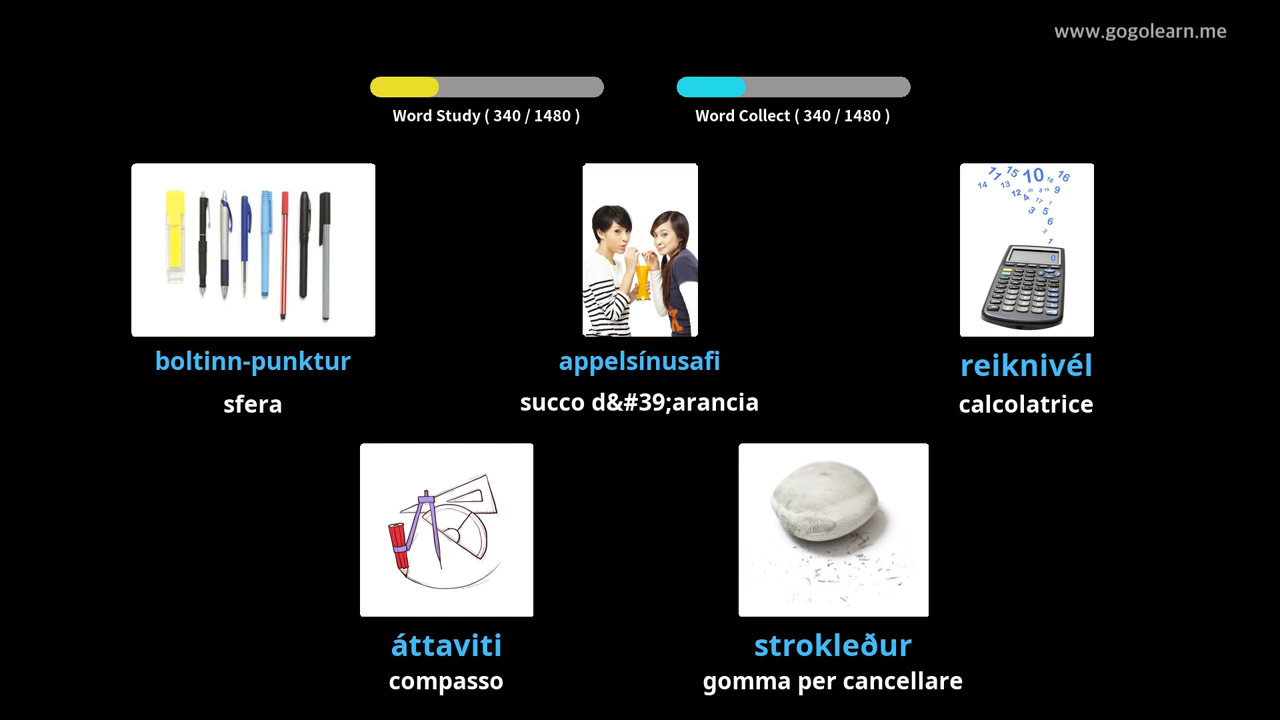 www.gogolearn.me
Word Study ( 340 / 1480 )
Word Collect ( 340 / 1480 )
boltinn-punktur
sfera
appelsínusafi
succo d&#39;arancia
reiknivél
calcolatrice
áttaviti
compasso
strokleður
gomma per cancellare